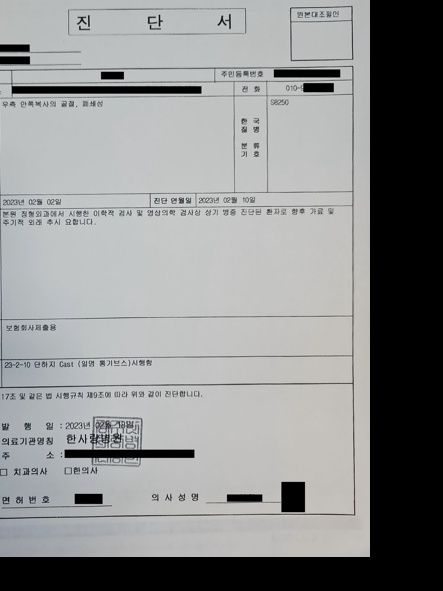 진 단 서
원본대조필인
주민등록번호
전 화 010-9
우측 안쪽복사의 골절, 폐쇄성
한 국
질 병
분 류
기 호
S8250
2023년 02월 02일 진단 연월일 2023년 02월 10일
본원 정형외과에서 시행한 이학적 검사 및 영상의학 검사상 상기 병증 진단된 환자로 향후 가료 및
주기적 외래 추시 요합니다.
보험회사제출용
23-2-10 단하지 Cast (일명 통기브스)시행함
17조 및 같은 법 시행규칙 제9조에 따라 위와 같이 진단합니다.
발 행 일 : 2023년 02월 10일
의료기관명칭 한사랑병원
주 소 :
□ 치과의사 □한의사
면 허 번 호 의 사 성 명